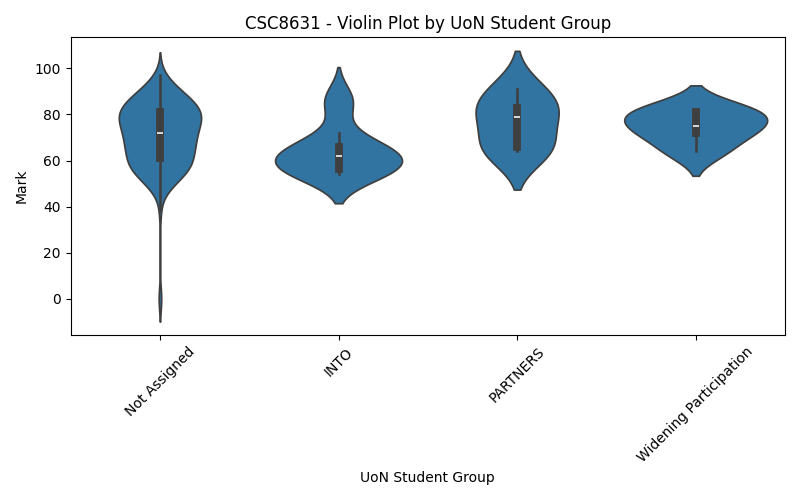 CSC8631 - Violin Plot by UoN Student Group
Mark
100
80
60
40
20
0
Not Assigned
INTO
PARTNERS
Widening Participation
UoN Student Group